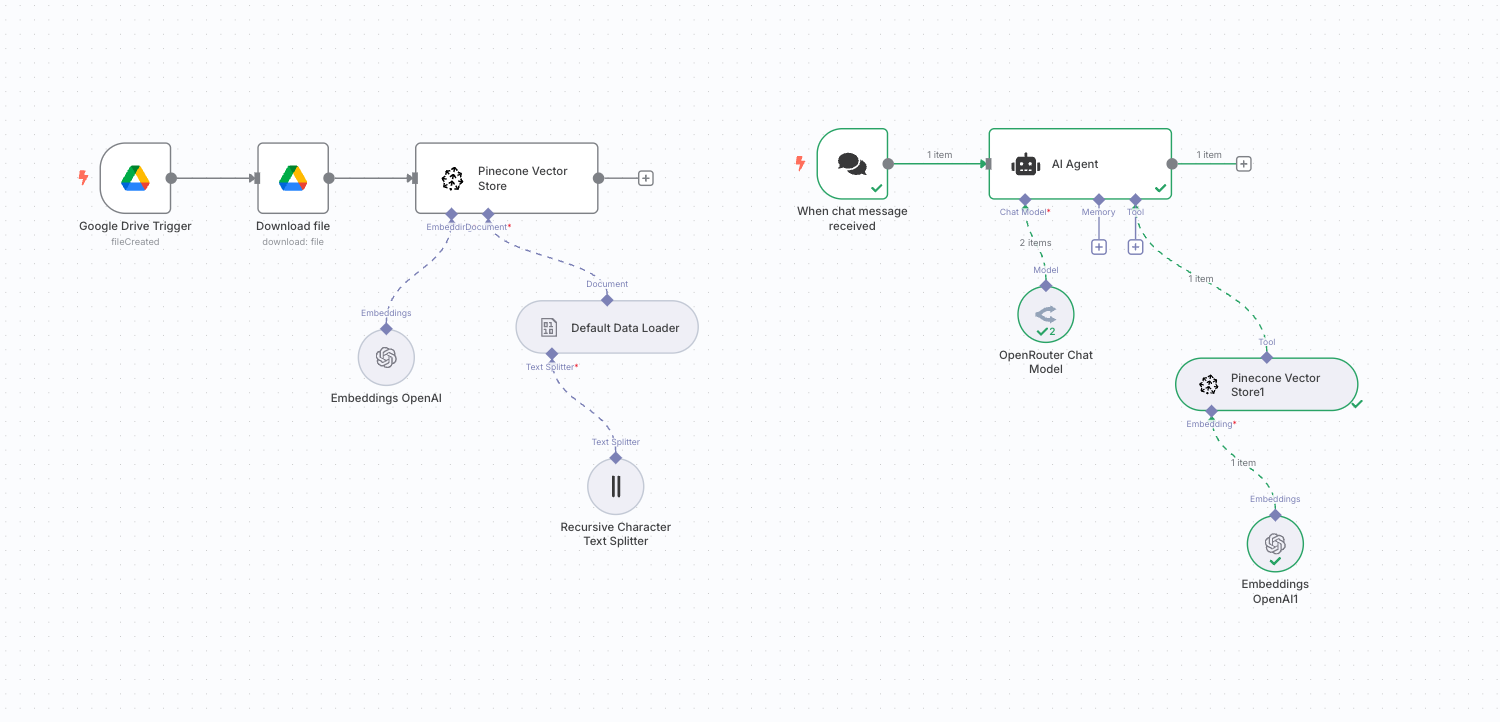 Google Drive Trigger
fileCreated
Download file
download: file
Pinecone Vector
Store
Document*
Embeddings
Embeddings OpenAI
Document
Default Data Loader
Text Splitter*
Text Splitter
Recursive Character
Text Splitter
When chat message
received
1 item
AI Agent
1 item
Chat Model*
Memory
Tool
2 items
Model
2
OpenRouter Chat
Model
1 item
Tool
Pinecone Vector
Store1
Embedding*
1 item
Embeddings
Embeddings
OpenAI1